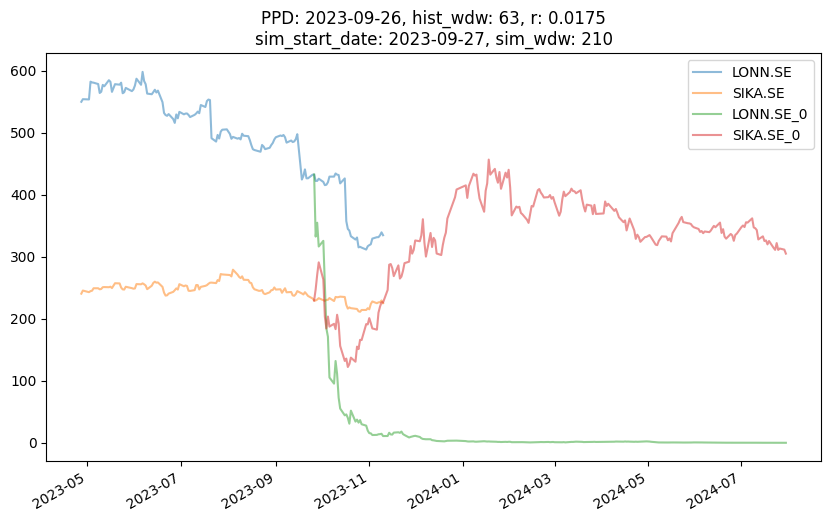 PPD: 2023-09-26, hist_wdw: 63, r: 0.0175
sim_start_date: 2023-09-27, sim_wdw: 210
LONN.SE
SIKA.SE
LONN.SE_0
SIKA.SE_0
600
500
400
300
200
100
0
2023-05
2023-07
2023-09
2023-11
2024-01
2024-03
2024-05
2024-07